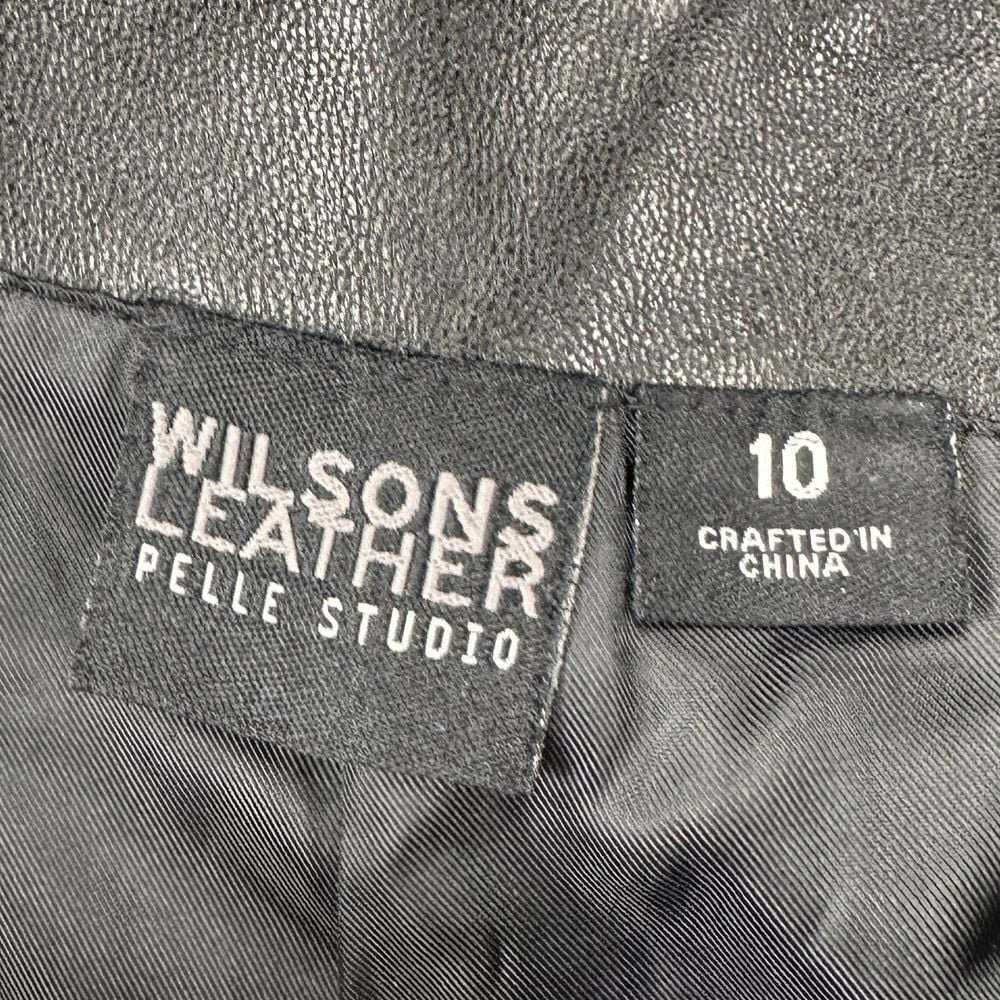 WILSONS
LEATHER
PELLE STUDIO
10
CRAFTED IN
CHINA